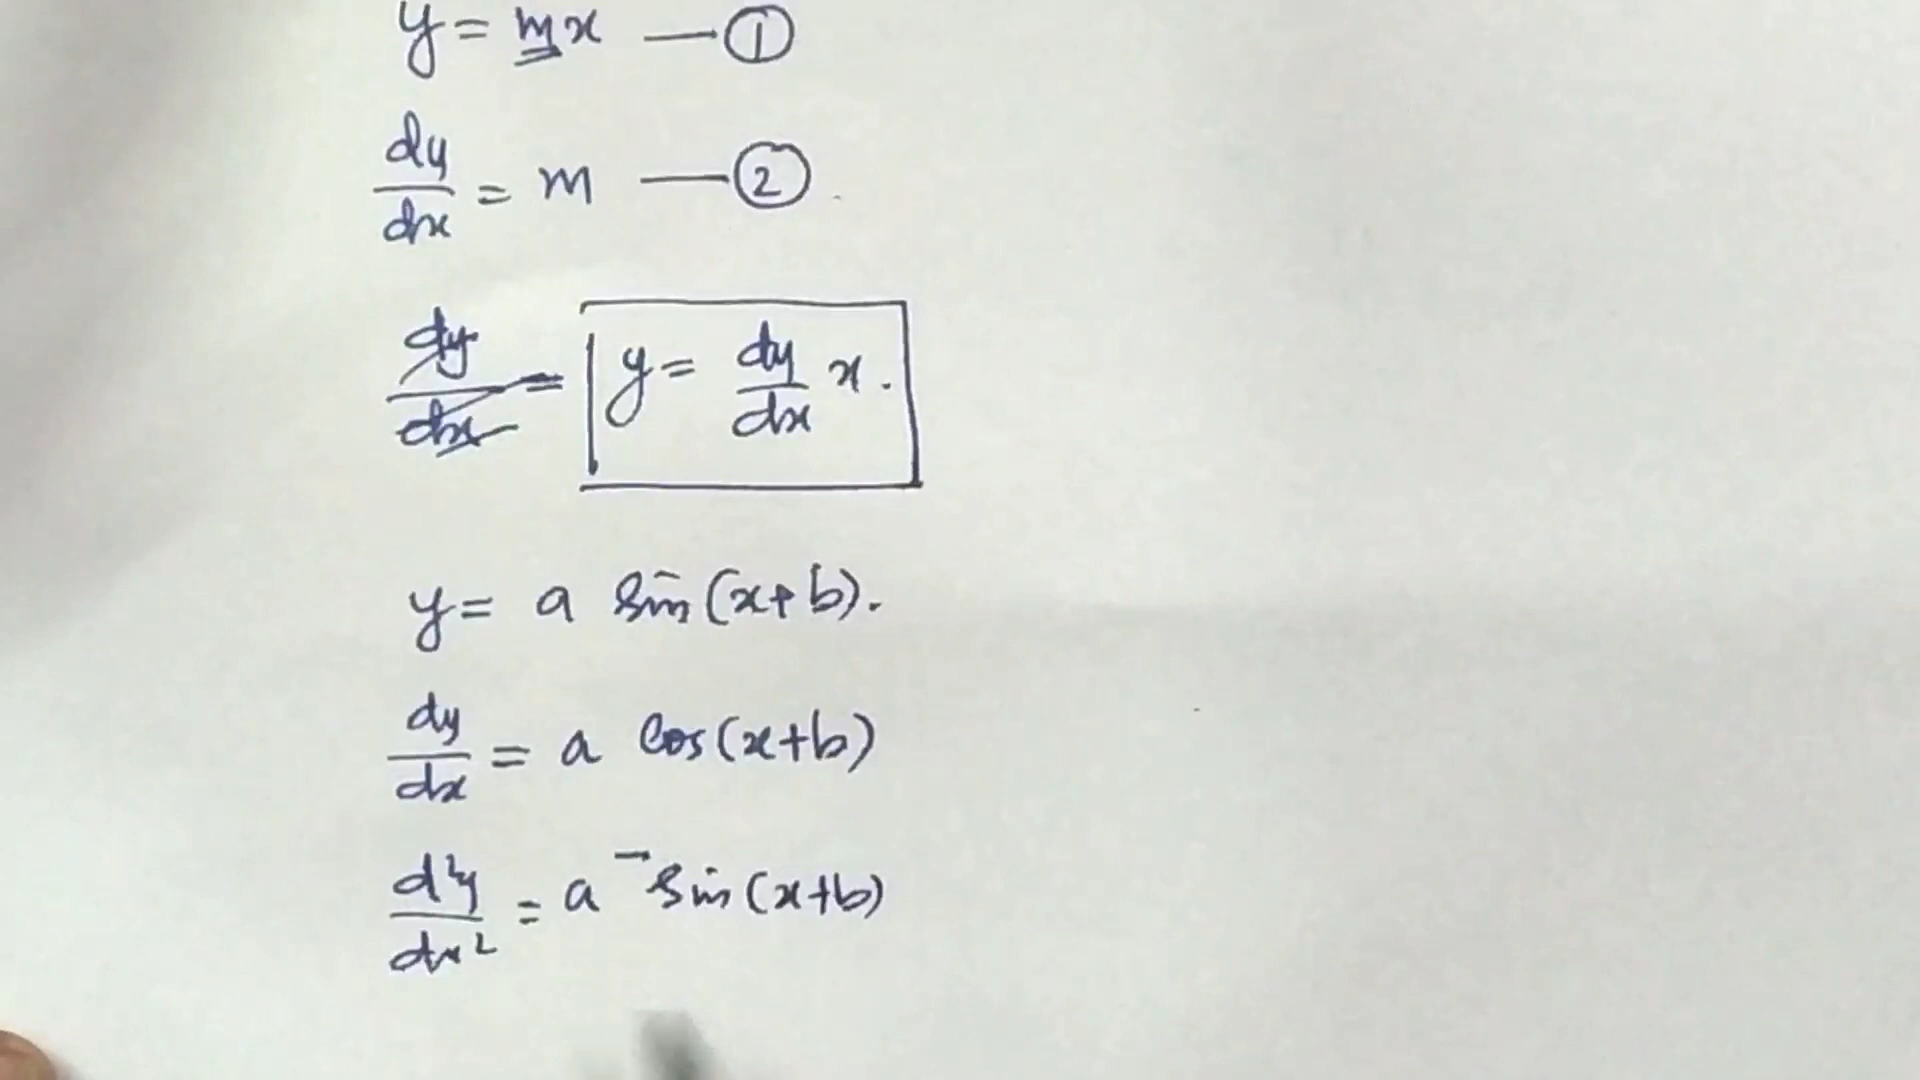 y = mx — ①
dy/dx = m — ②
dy/dx = y = dy/dx x.
y = a sin(x+b).
dy/dx = a cos(x+b)
d²y/dx² = a - sin(x+b)